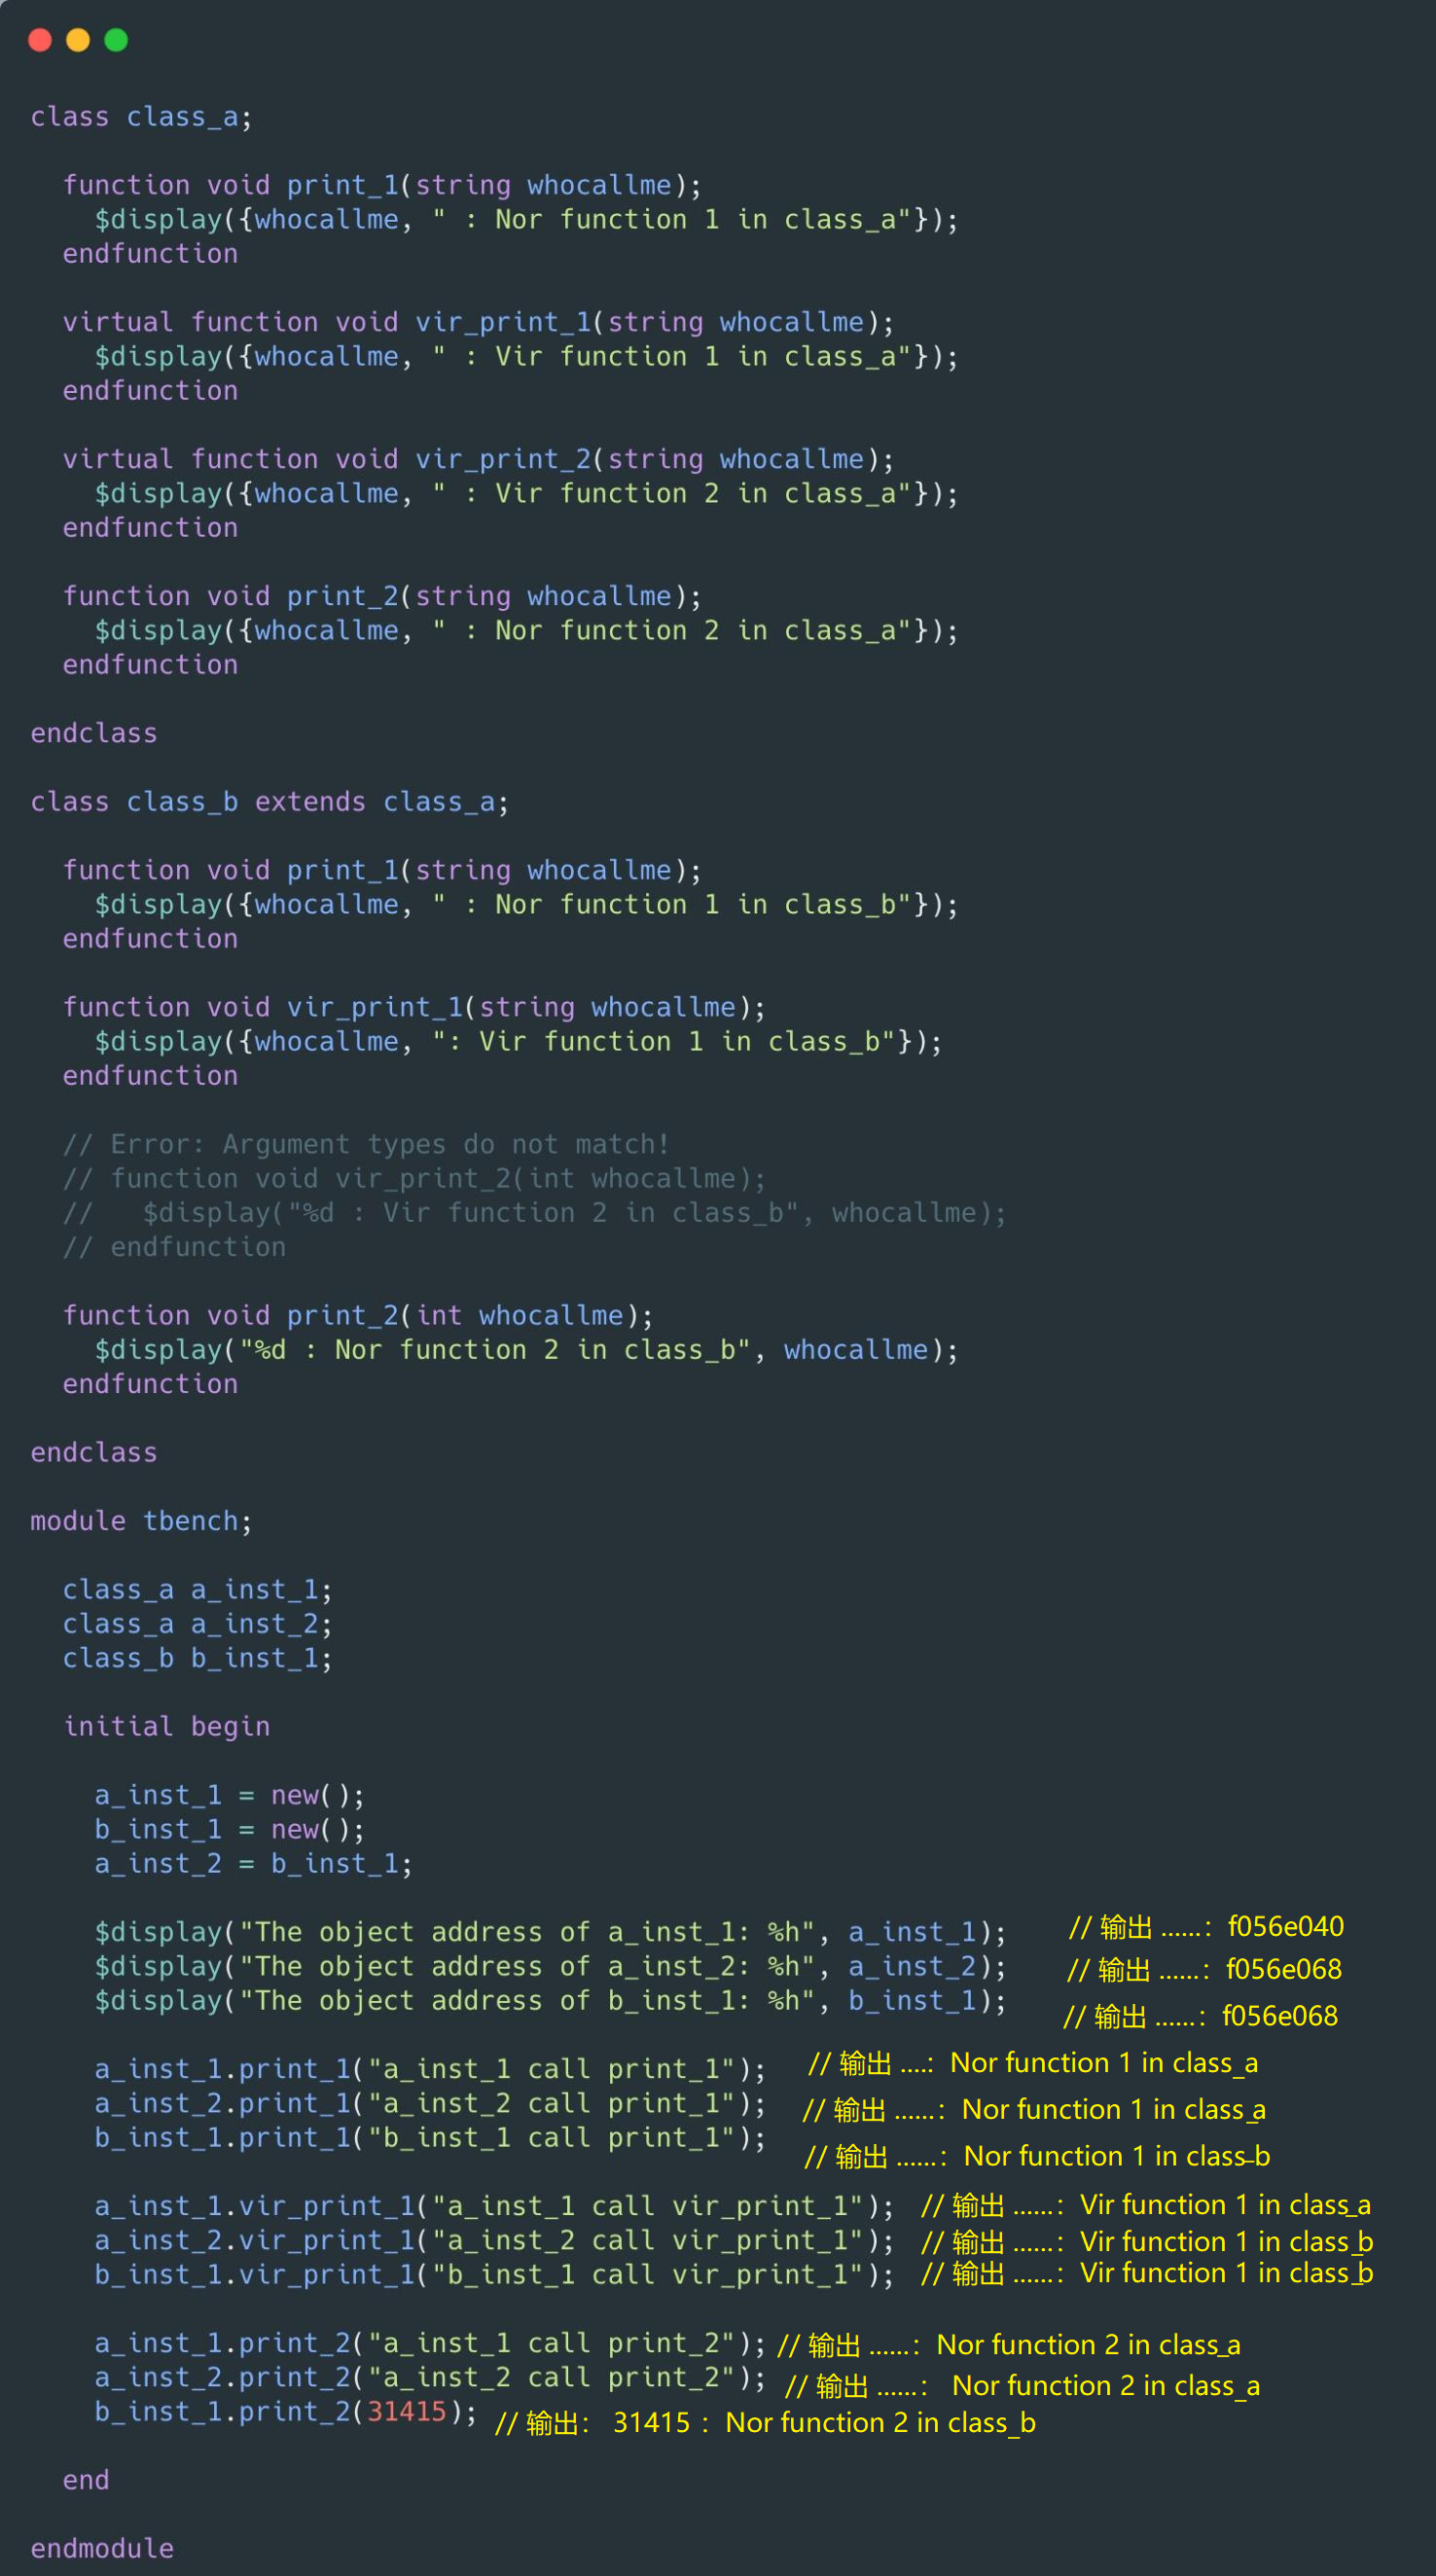 class class_a;
  function void print_1(string whocallme);
    $display({whocallme, " : Nor function 1 in class_a"});
  endfunction
  virtual function void vir_print_1(string whocallme);
    $display({whocallme, " : Vir function 1 in class_a"});
  endfunction
  virtual function void vir_print_2(string whocallme);
    $display({whocallme, " : Vir function 2 in class_a"});
  endfunction
  function void print_2(string whocallme);
    $display({whocallme, " : Nor function 2 in class_a"});
  endfunction
endclass
class class_b extends class_a;
  function void print_1(string whocallme);
    $display({whocallme, " : Nor function 1 in class_b"});
  endfunction
  function void vir_print_1(string whocallme);
    $display({whocallme, ": Vir function 1 in class_b"});
  endfunction
  // Error: Argument types do not match!
  // function void vir_print_2(int whocallme);
  //   $display("%d : Vir function 2 in class_b", whocallme);
  // endfunction
  function void print_2(int whocallme);
    $display("%d : Nor function 2 in class_b", whocallme);
  endfunction
endclass
module tbench;
  class_a a_inst_1;
  class_a a_inst_2;
  class_b b_inst_1;
  initial begin
    a_inst_1 = new();
    b_inst_1 = new();
    a_inst_2 = b_inst_1;
    $display("The object address of a_inst_1: %h", a_inst_1); // 输出 ......: f056e040
    $display("The object address of a_inst_2: %h", a_inst_2); // 输出 ......: f056e068
    $display("The object address of b_inst_1: %h", b_inst_1); // 输出 ......: f056e068
    a_inst_1.print_1("a_inst_1 call print_1"); // 输出 ....: Nor function 1 in class_a
    a_inst_2.print_1("a_inst_2 call print_1"); // 输出 ......: Nor function 1 in class_a
    b_inst_1.print_1("b_inst_1 call print_1"); // 输出 ......: Nor function 1 in class_b
    a_inst_1.vir_print_1("a_inst_1 call vir_print_1"); // 输出 ......: Vir function 1 in class_a
    a_inst_2.vir_print_1("a_inst_2 call vir_print_1"); // 输出 ......: Vir function 1 in class_b
    b_inst_1.vir_print_1("b_inst_1 call vir_print_1"); // 输出 ......: Vir function 1 in class_b
    a_inst_1.print_2("a_inst_1 call print_2"); // 输出 ......: Nor function 2 in class_a
    a_inst_2.print_2("a_inst_2 call print_2"); // 输出 ......: Nor function 2 in class_a
    b_inst_1.print_2(31415); // 输出: 31415 : Nor function 2 in class_b
  end
endmodule